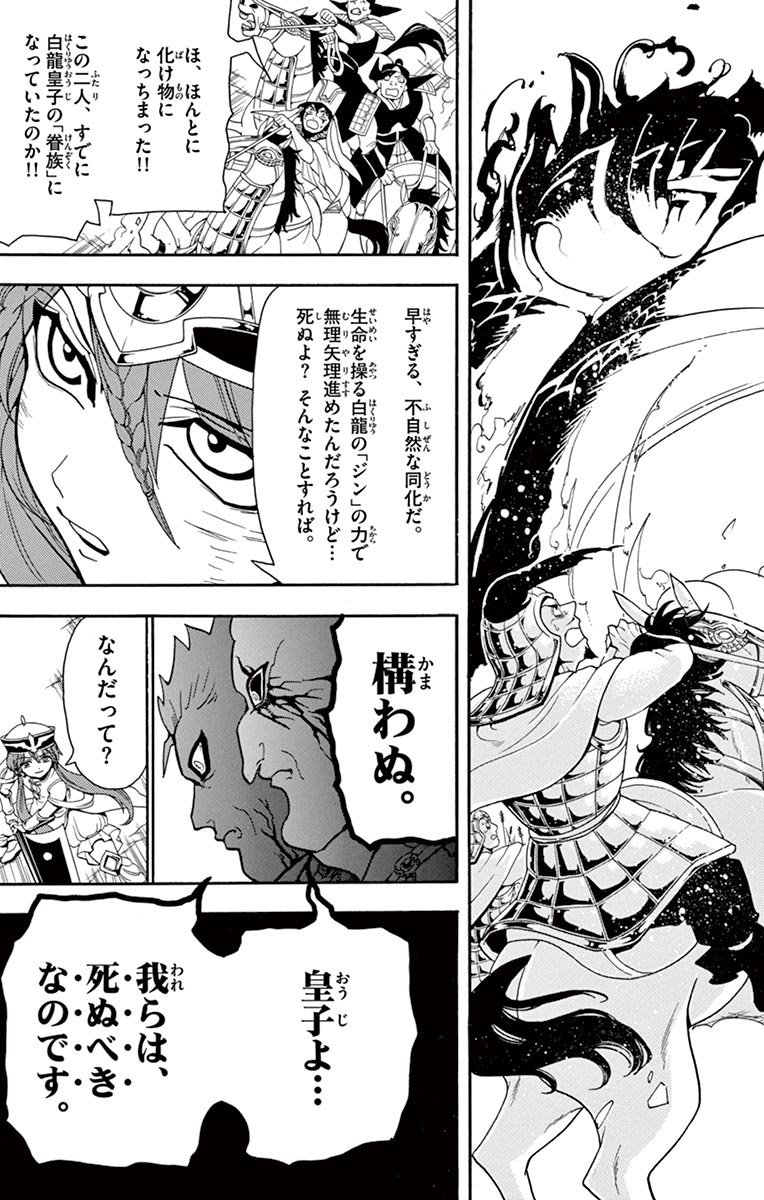 ほ、ほんとに
化け物に
なっちまった!!
この二人、すでに
白龍皇子の「眷族」に
なっていたのか!!
早すぎる、不自然な同化だ。
生命を操る白龍の「ジン」の力で
無理矢理進めたんだろうけど…
死ぬよ?そんなことすれば。
構わぬ。
なんだって?
皇子よ…
我らは、
死ぬべき
なのです。